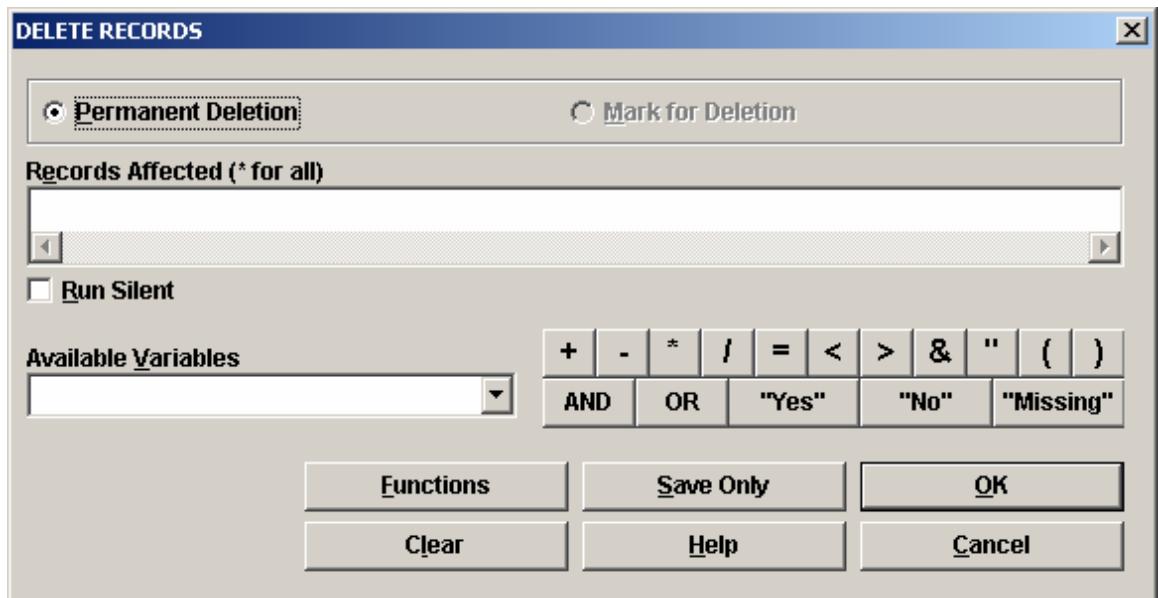 DELETE RECORDS
Permanent Deletion Mark for Deletion
Records Affected (* for all)
Run Silent
Available Variables
+ - * / = < > & " ( )
AND OR "Yes" "No" "Missing"
Functions Save Only OK
Clear Help Cancel